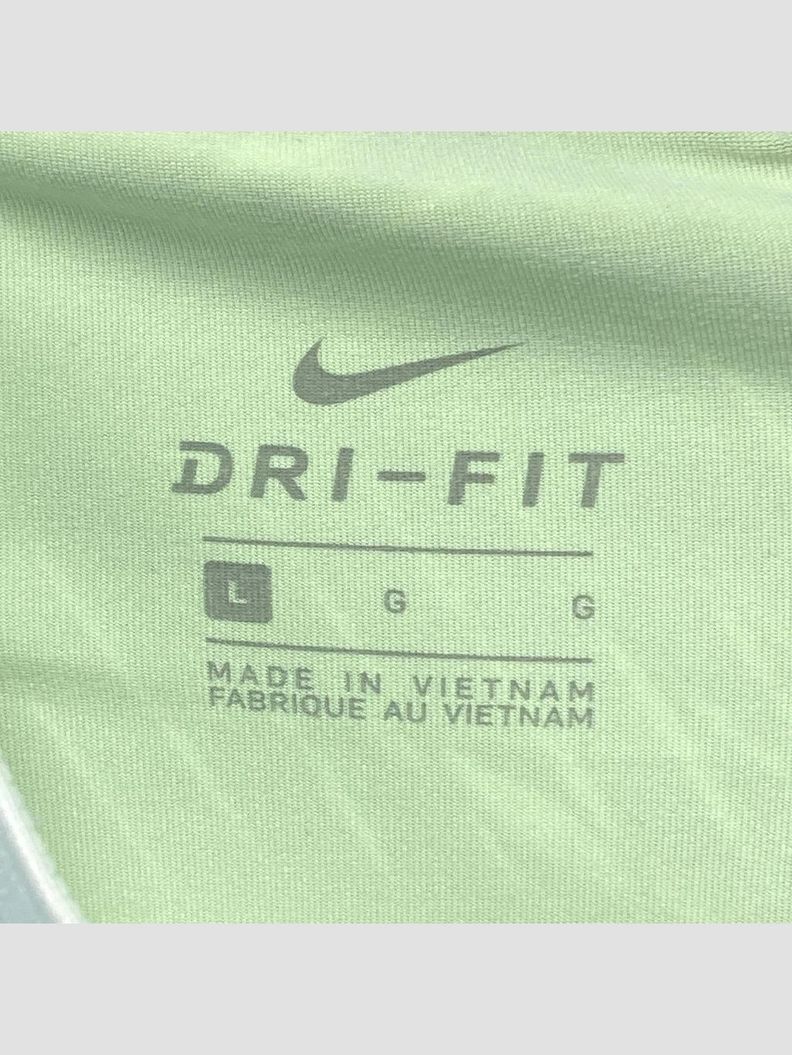 DRI-FIT
L G G
MADE IN VIETNAM
FABRIQUE AU VIETNAM